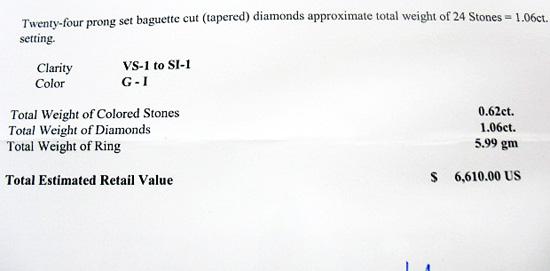 Twenty-four prong set baguette cut (tapered) diamonds approximate total weight of 24 Stones = 1.06ct.
setting.
Clarity VS-1 to SI-1
Color G - I
Total Weight of Colored Stones 0.62ct.
Total Weight of Diamonds 1.06ct.
Total Weight of Ring 5.99 gm
Total Estimated Retail Value $ 6,610.00 US